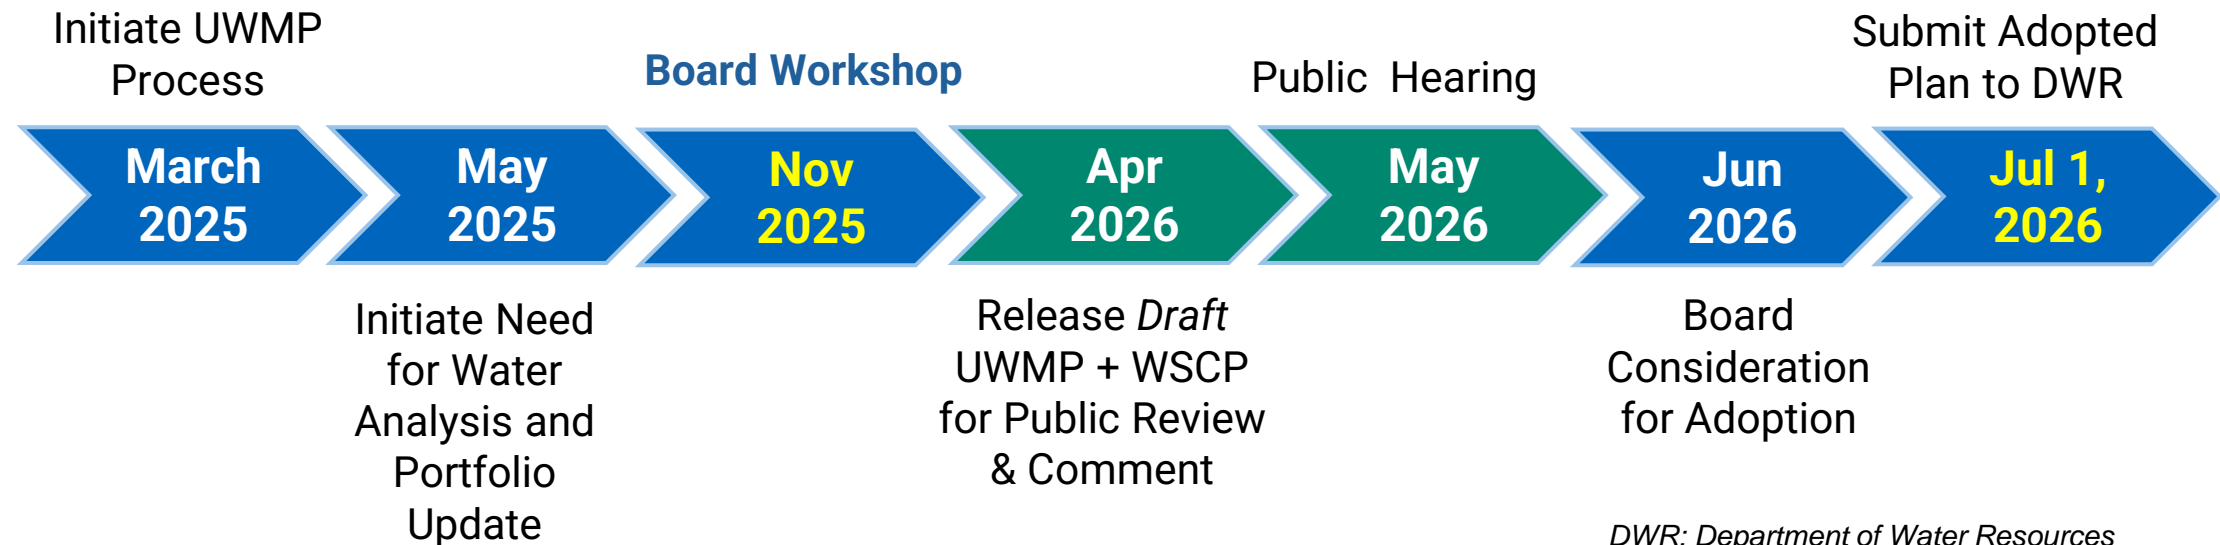 Initiate UWMP
Process
Board Workshop
Public Hearing
Submit Adopted
Plan to DWR
March
2025
May
2025
Nov
2025
Apr
2026
May
2026
Jun
2026
Jul 1,
2026
Initiate Need
for Water
Analysis and
Portfolio
Update
Release Draft
UWMP + WSCP
for Public Review
& Comment
Board
Consideration
for Adoption
DWR: Department of Water Resources